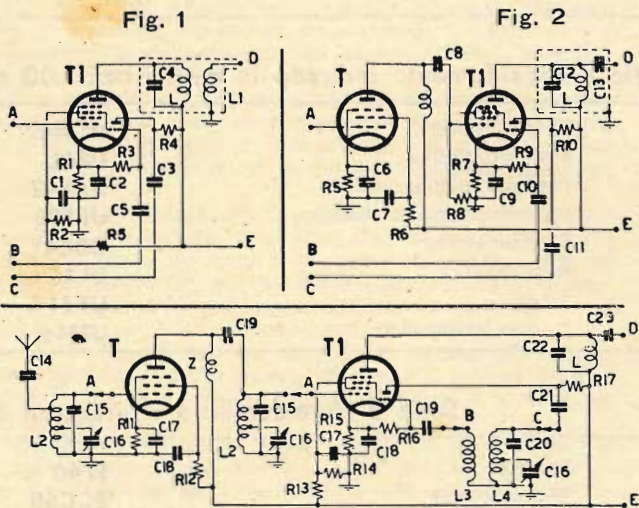 Fig. 1
Fig. 2
D
C4
L
L1
T1
A
R1
R3
R4
C1
C2
C3
C5
R2
R5
E
B
C
C8
D
C12
L
C13
T
T1
A
R5
C6
R7
R9
R10
C10
C9
R8
C7
R6
E
B
C
C11
C19
C23
D
T
Z
T1
C22
L
C14
A
A
C21
C15
C15
R17
L2
C16
R11
C17
L2
C16
R15
C19
B
C
C17
R16
C18
C18
C20
R12
R14
C16
R13
L3
L4
E